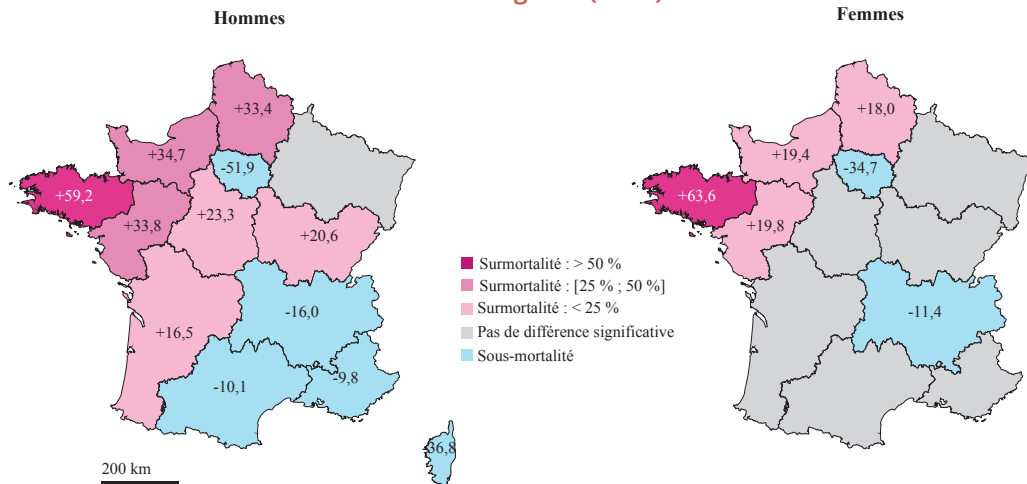 Hommes
Femmes
+33,4
+34,7
-51,9
+59,2
+33,8
+23,3
+20,6
+16,5
-16,0
-10,1
-9,8
-36,8
200 km
Surmortalité : > 50 %
Surmortalité : [25 % ; 50 %]
Surmortalité : < 25 %
Pas de différence significative
Sous-mortalité
+18,0
+19,4
-34,7
+63,6
+19,8
-11,4